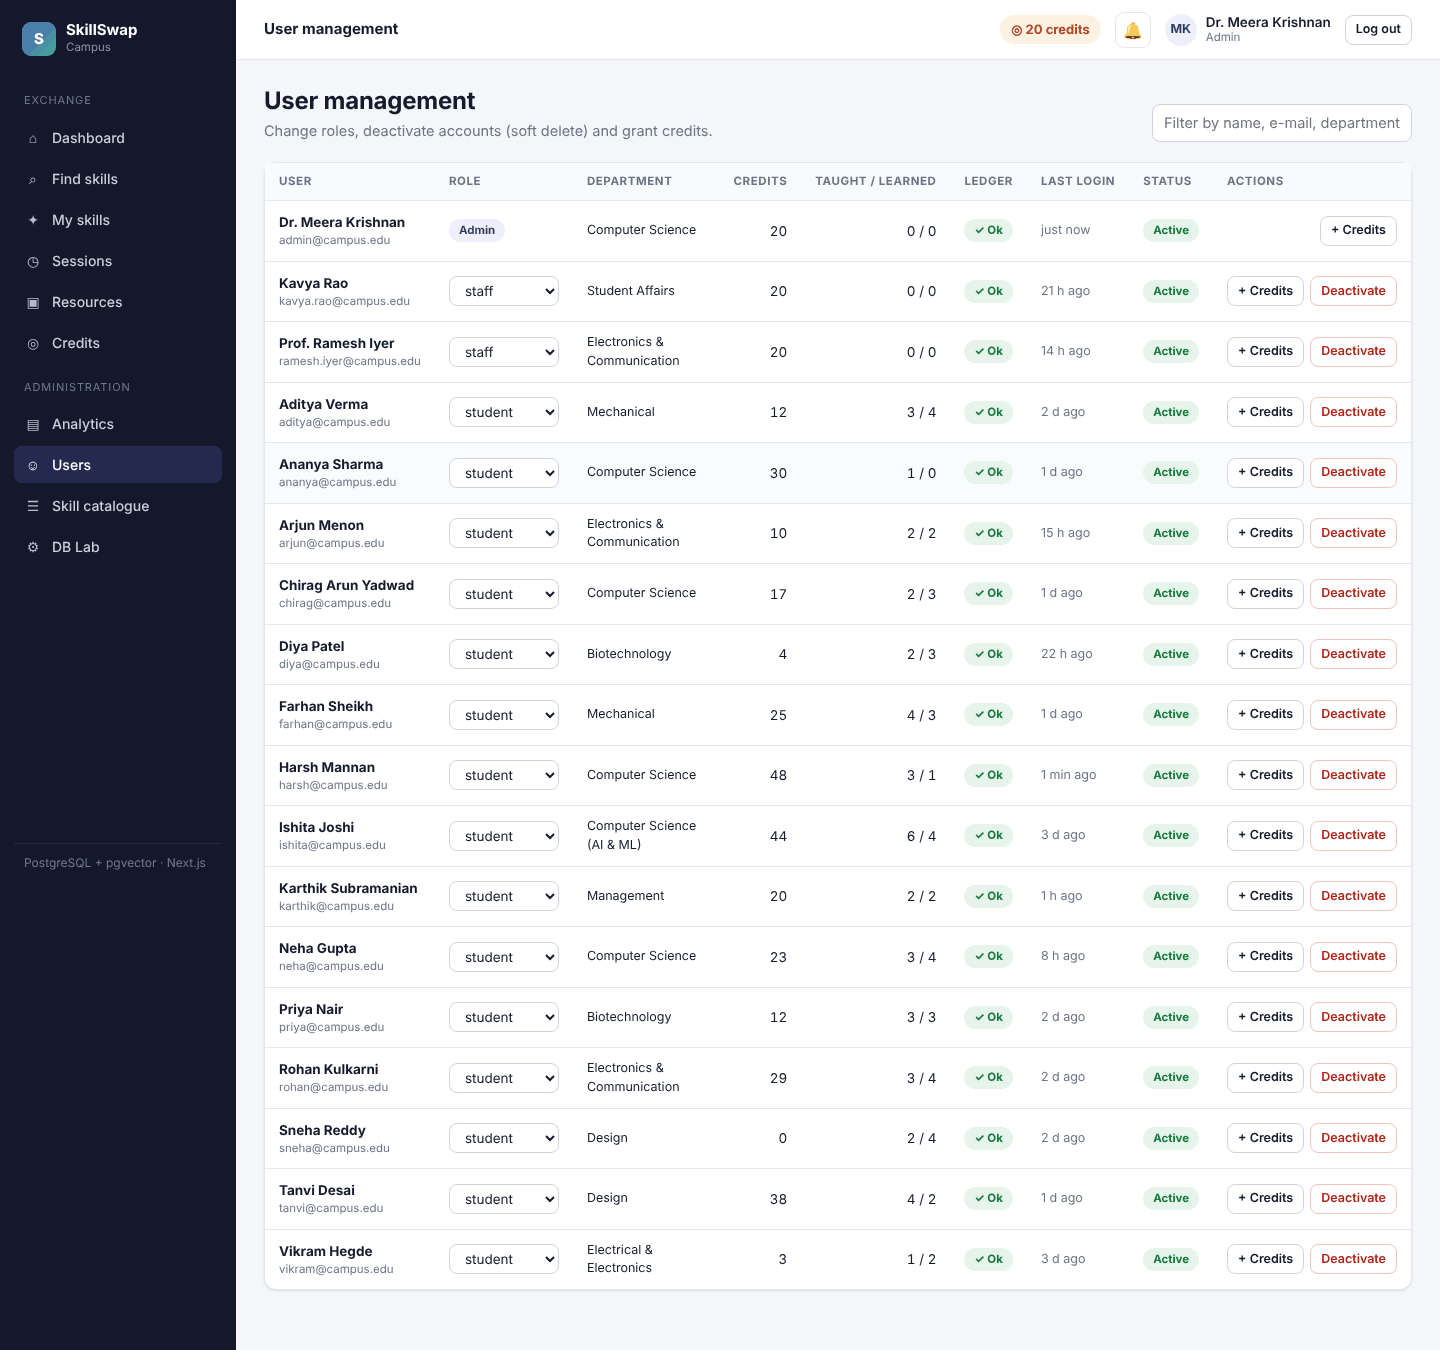 S
SkillSwap
Campus
EXCHANGE
Dashboard
Find skills
My skills
Sessions
Resources
Credits
ADMINISTRATION
Analytics
Users
Skill catalogue
DB Lab
PostgreSQL + pgvector · Next.js
User management
◎ 20 credits
MK
Dr. Meera Krishnan
Admin
Log out
User management
Change roles, deactivate accounts (soft delete) and grant credits.
Filter by name, e-mail, department
USER ROLE DEPARTMENT CREDITS TAUGHT / LEARNED LEDGER LAST LOGIN STATUS ACTIONS
Dr. Meera Krishnan
admin@campus.edu
Admin Computer Science 20 0 / 0 ✓ Ok just now Active + Credits
Kavya Rao
kavya.rao@campus.edu
staff Student Affairs 20 0 / 0 ✓ Ok 21 h ago Active + Credits Deactivate
Prof. Ramesh Iyer
ramesh.iyer@campus.edu
staff Electronics &
Communication 20 0 / 0 ✓ Ok 14 h ago Active + Credits Deactivate
Aditya Verma
aditya@campus.edu
student Mechanical 12 3 / 4 ✓ Ok 2 d ago Active + Credits Deactivate
Ananya Sharma
ananya@campus.edu
student Computer Science 30 1 / 0 ✓ Ok 1 d ago Active + Credits Deactivate
Arjun Menon
arjun@campus.edu
student Electronics &
Communication 10 2 / 2 ✓ Ok 15 h ago Active + Credits Deactivate
Chirag Arun Yadwad
chirag@campus.edu
student Computer Science 17 2 / 3 ✓ Ok 1 d ago Active + Credits Deactivate
Diya Patel
diya@campus.edu
student Biotechnology 4 2 / 3 ✓ Ok 22 h ago Active + Credits Deactivate
Farhan Sheikh
farhan@campus.edu
student Mechanical 25 4 / 3 ✓ Ok 1 d ago Active + Credits Deactivate
Harsh Mannan
harsh@campus.edu
student Computer Science 48 3 / 1 ✓ Ok 1 min ago Active + Credits Deactivate
Ishita Joshi
ishita@campus.edu
student Computer Science
(AI & ML) 44 6 / 4 ✓ Ok 3 d ago Active + Credits Deactivate
Karthik Subramanian
karthik@campus.edu
student Management 20 2 / 2 ✓ Ok 1 h ago Active + Credits Deactivate
Neha Gupta
neha@campus.edu
student Computer Science 23 3 / 4 ✓ Ok 8 h ago Active + Credits Deactivate
Priya Nair
priya@campus.edu
student Biotechnology 12 3 / 3 ✓ Ok 2 d ago Active + Credits Deactivate
Rohan Kulkarni
rohan@campus.edu
student Electronics &
Communication 29 3 / 4 ✓ Ok 2 d ago Active + Credits Deactivate
Sneha Reddy
sneha@campus.edu
student Design 0 2 / 4 ✓ Ok 2 d ago Active + Credits Deactivate
Tanvi Desai
tanvi@campus.edu
student Design 38 4 / 2 ✓ Ok 1 d ago Active + Credits Deactivate
Vikram Hegde
vikram@campus.edu
student Electrical &
Electronics 3 1 / 2 ✓ Ok 3 d ago Active + Credits Deactivate